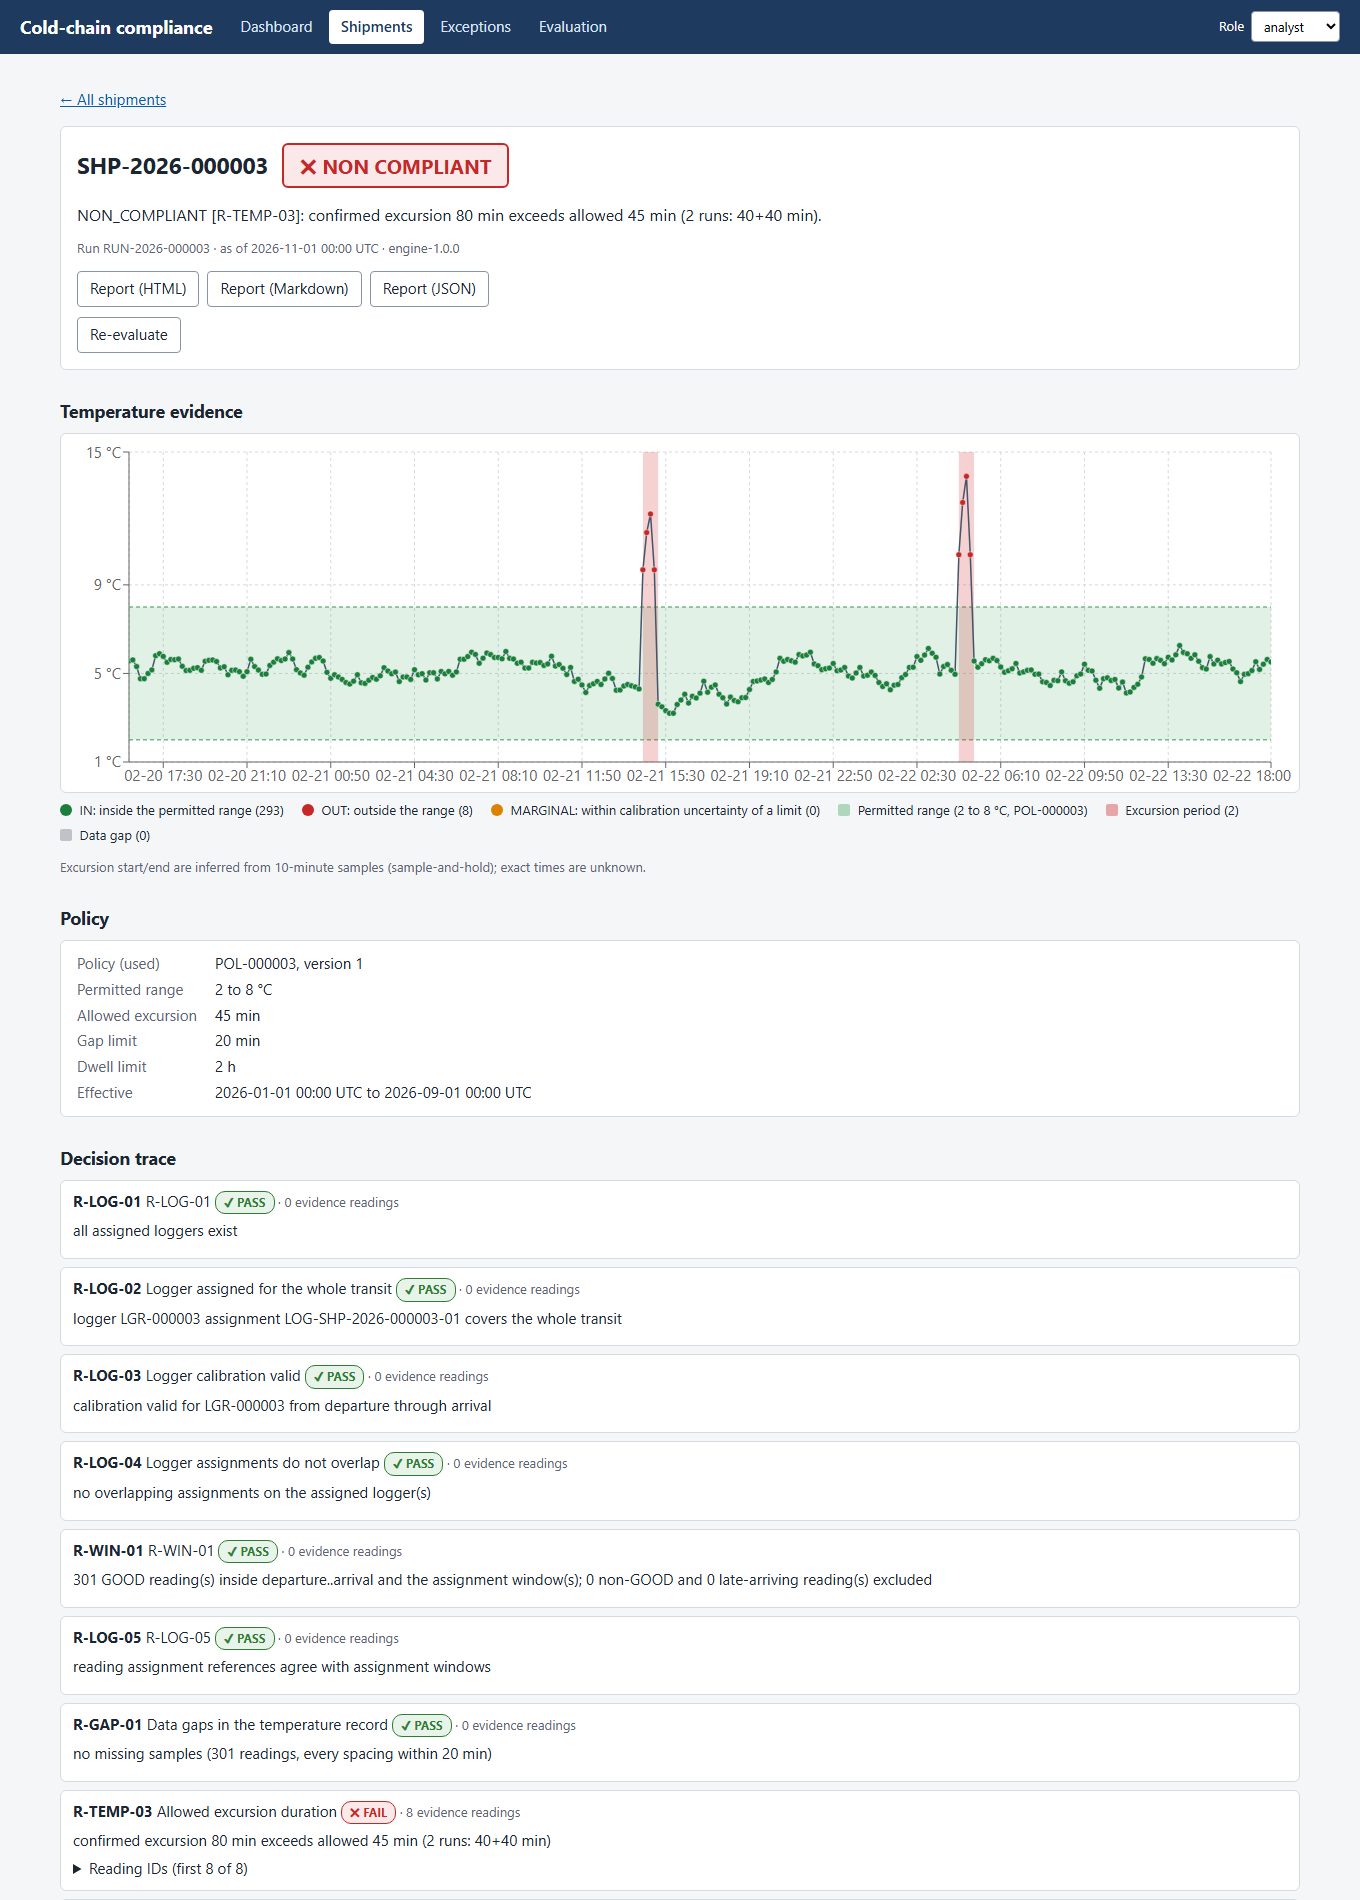 Cold-chain compliance Dashboard Shipments Exceptions Evaluation Role analyst
← All shipments
SHP-2026-000003 ✕ NON COMPLIANT
NON_COMPLIANT [R-TEMP-03]: confirmed excursion 80 min exceeds allowed 45 min (2 runs: 40+40 min).
Run RUN-2026-000003 · as of 2026-11-01 00:00 UTC · engine-1.0.0
Report (HTML) Report (Markdown) Report (JSON)
Re-evaluate
Temperature evidence
15 °C
9 °C
5 °C
1 °C
02-20 17:30 02-20 21:10 02-21 00:50 02-21 04:30 02-21 08:10 02-21 11:50 02-21 15:30 02-21 19:10 02-21 22:50 02-22 02:30 02-22 06:10 02-22 09:50 02-22 13:30 02-22 18:00
IN: inside the permitted range (293) OUT: outside the range (8) MARGINAL: within calibration uncertainty of a limit (0) Permitted range (2 to 8 °C, POL-000003) Excursion period (2)
Data gap (0)
Excursion start/end are inferred from 10-minute samples (sample-and-hold); exact times are unknown.
Policy
Policy (used) POL-000003, version 1
Permitted range 2 to 8 °C
Allowed excursion 45 min
Gap limit 20 min
Dwell limit 2 h
Effective 2026-01-01 00:00 UTC to 2026-09-01 00:00 UTC
Decision trace
R-LOG-01 R-LOG-01 ✓ PASS · 0 evidence readings
all assigned loggers exist
R-LOG-02 Logger assigned for the whole transit ✓ PASS · 0 evidence readings
logger LGR-000003 assignment LOG-SHP-2026-000003-01 covers the whole transit
R-LOG-03 Logger calibration valid ✓ PASS · 0 evidence readings
calibration valid for LGR-000003 from departure through arrival
R-LOG-04 Logger assignments do not overlap ✓ PASS · 0 evidence readings
no overlapping assignments on the assigned logger(s)
R-WIN-01 R-WIN-01 ✓ PASS · 0 evidence readings
301 GOOD reading(s) inside departure..arrival and the assignment window(s); 0 non-GOOD and 0 late-arriving reading(s) excluded
R-LOG-05 R-LOG-05 ✓ PASS · 0 evidence readings
reading assignment references agree with assignment windows
R-GAP-01 Data gaps in the temperature record ✓ PASS · 0 evidence readings
no missing samples (301 readings, every spacing within 20 min)
R-TEMP-03 Allowed excursion duration ✕ FAIL · 8 evidence readings
confirmed excursion 80 min exceeds allowed 45 min (2 runs: 40+40 min)
▶ Reading IDs (first 8 of 8)